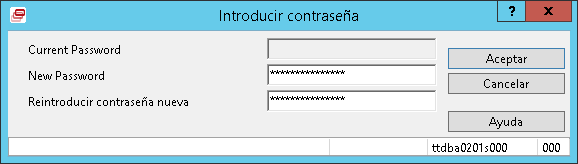 Introducir contraseña
?
x
Current Password
New Password
***************
Reintroducir contraseña nueva
***************
Aceptar
Cancelar
Ayuda
ttdba0201s000
000